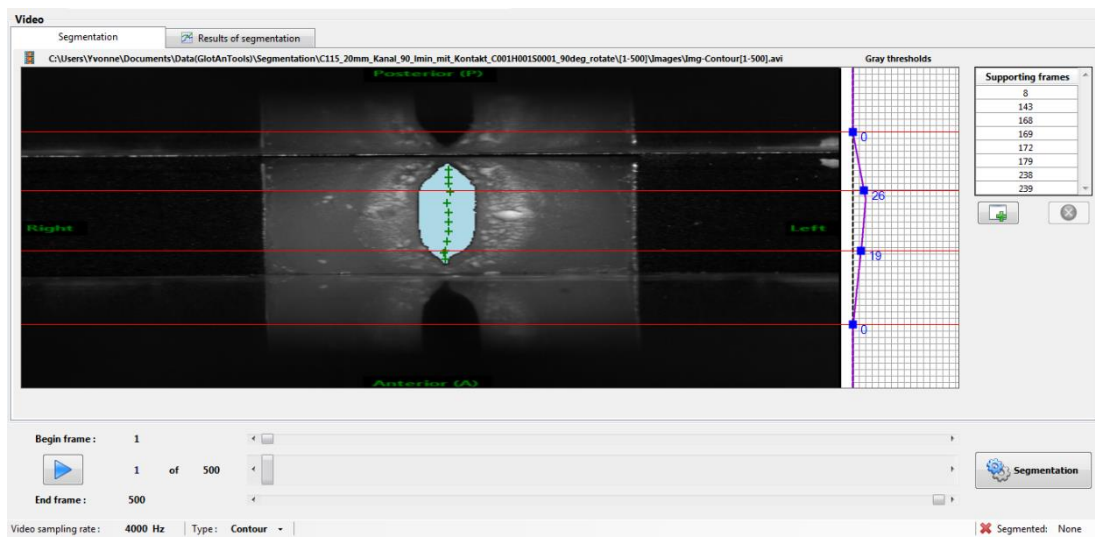 Video
Segmentation
Results of segmentation
C:\Users\Yvonne\Documents\Data(GlotAnTools)\Segmentation\C115_20mm_Kanal_90_lmin_mit_Kontakt_C001H001S0001_90deg_rotate\[1-500]\Images\Img-Contour[1-500].avi
Gray thresholds
Supporting frames
Posterior (P)
8
143
168
169
172
179
238
239
0
26
Right
Left
19
0
Anterior (A)
Begin frame : 1
1 of 500
Segmentation
End frame : 500
Video sampling rate : 4000 Hz Type : Contour
Segmented: None